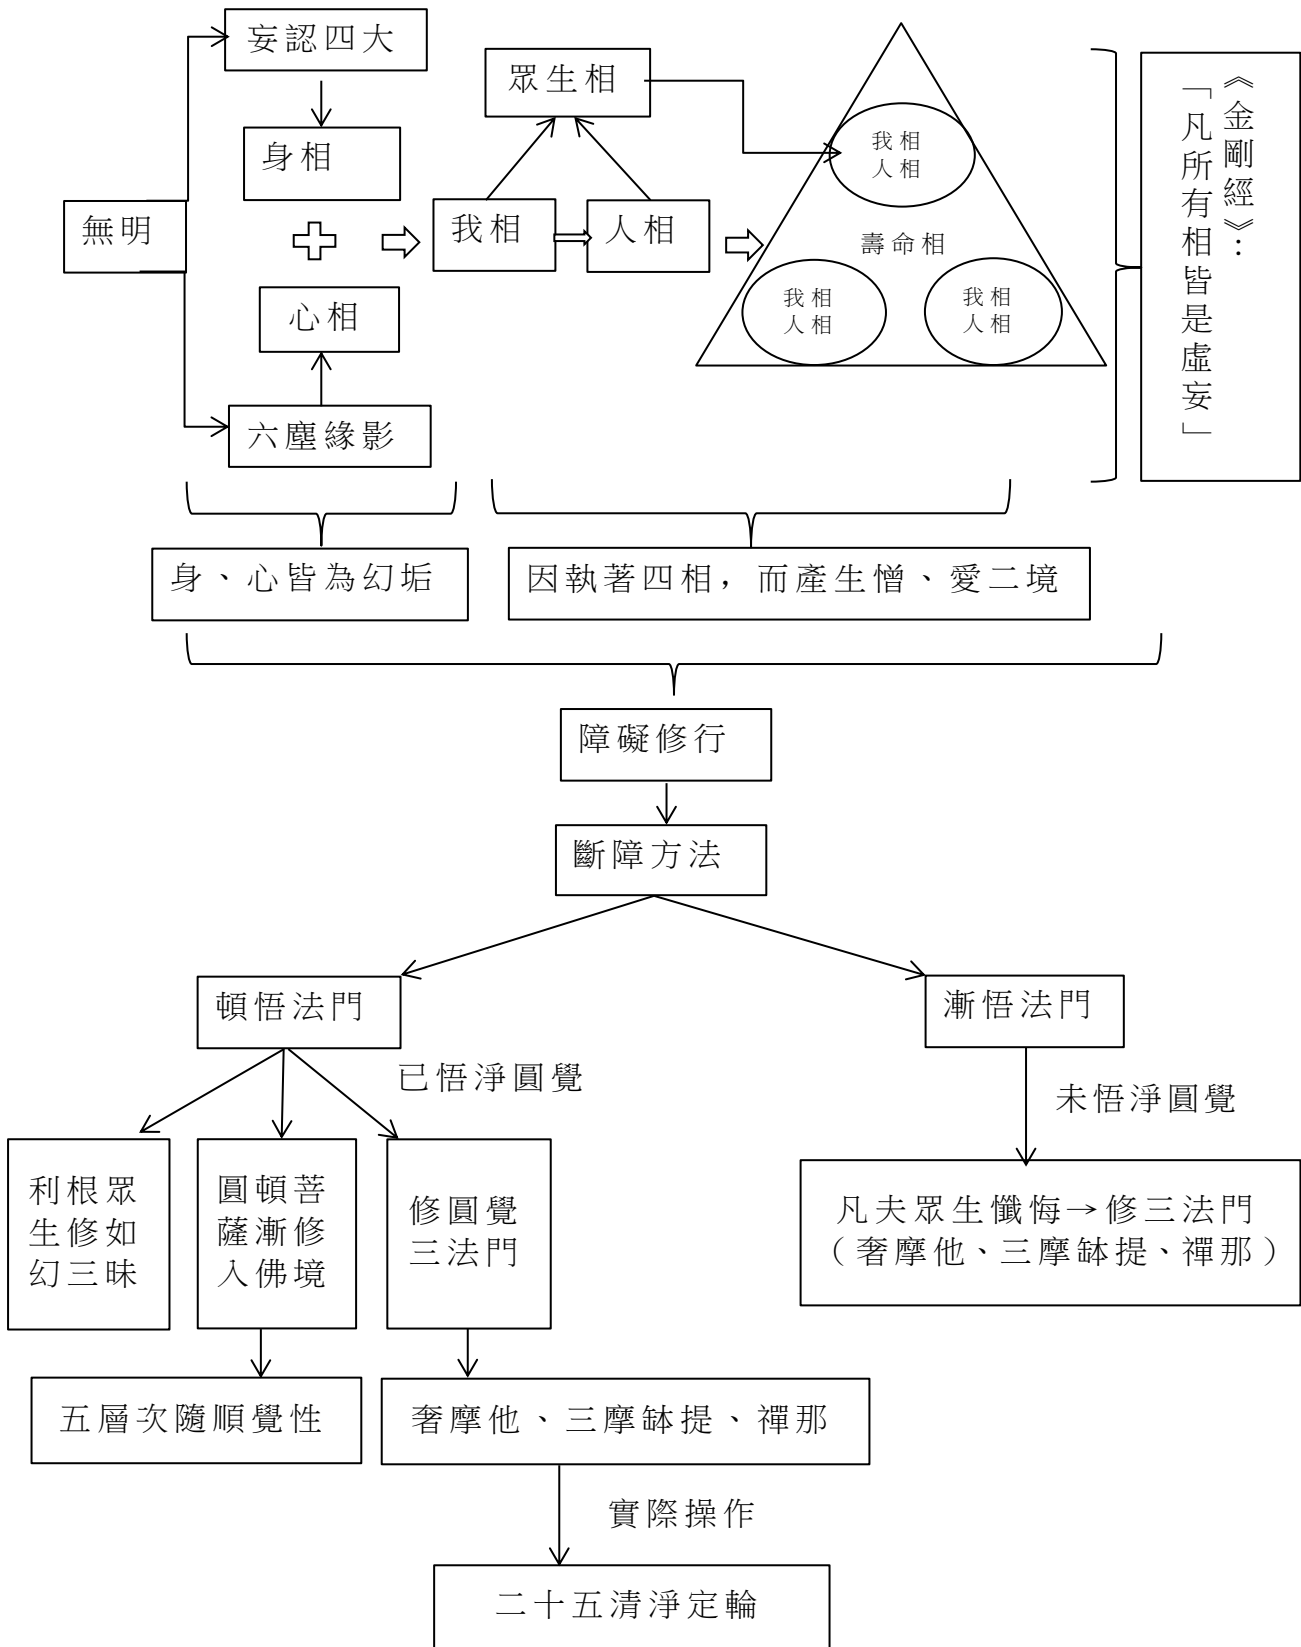 妄認四大
身相
無明
心相
六塵緣影
眾生相
我相
人相
我相
人相
壽命相
我相
人相
我相
人相
《金剛經》：
「凡所有相皆是虛妄」
身、心皆為幻垢
因執著四相，而產生憎、愛二境
障礙修行
斷障方法
頓悟法門
漸悟法門
已悟淨圓覺
未悟淨圓覺
利根眾
生修如
幻三昧
圓頓菩
薩漸修
入佛境
修圓覺
三法門
凡夫眾生懺悔→修三法門
（奢摩他、三摩缽提、禪那）
五層次隨順覺性
奢摩他、三摩缽提、禪那
實際操作
二十五清淨定輪